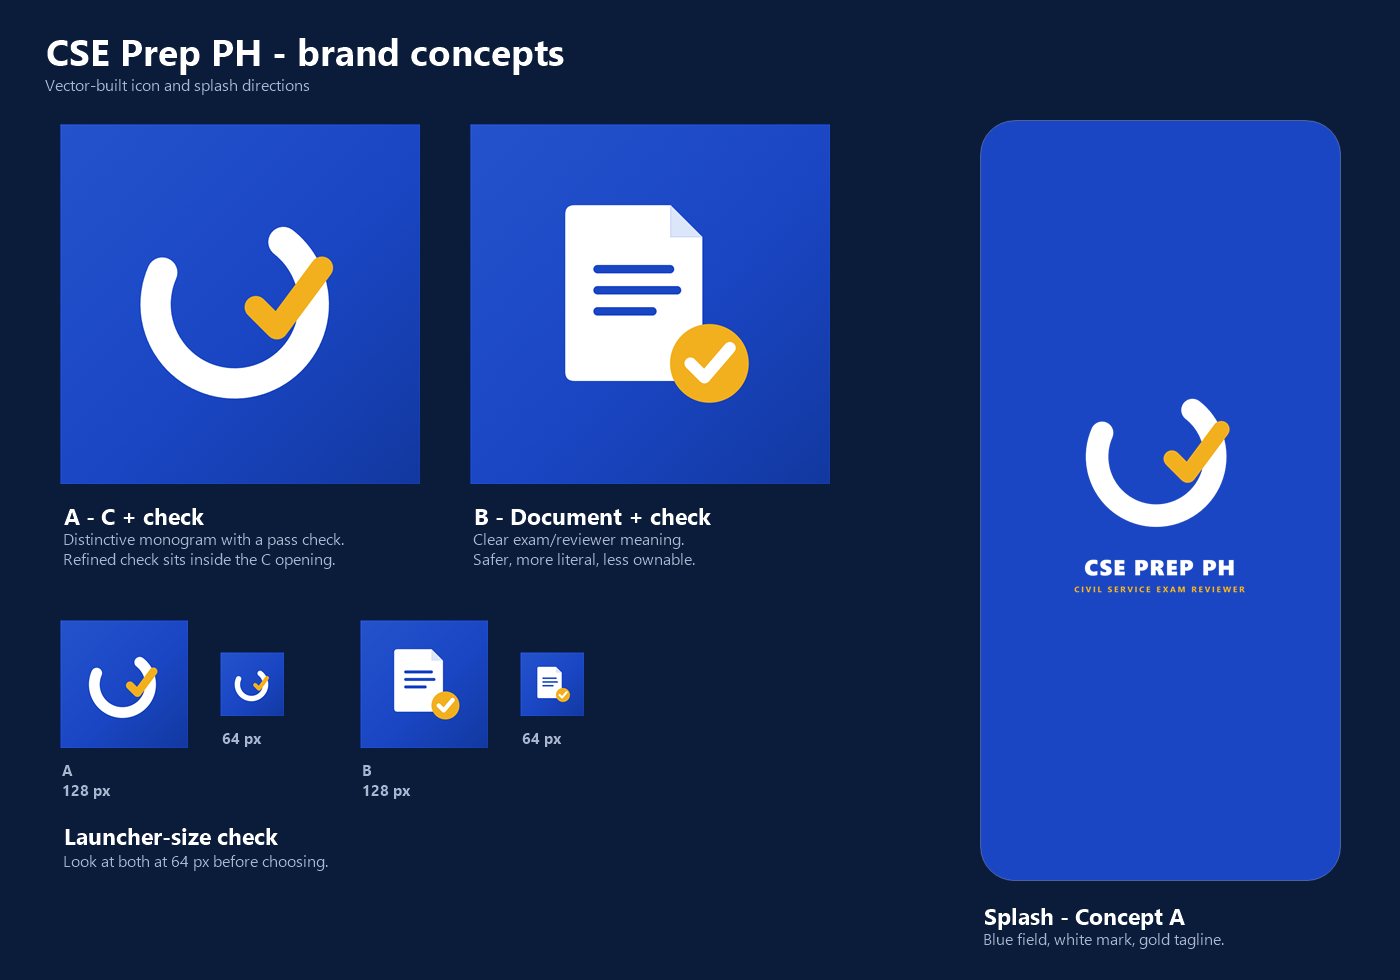 CSE Prep PH - brand concepts
Vector-built icon and splash directions
A - C + check
Distinctive monogram with a pass check.
Refined check sits inside the C opening.
B - Document + check
Clear exam/reviewer meaning.
Safer, more literal, less ownable.
64 px
A
128 px
64 px
B
128 px
Launcher-size check
Look at both at 64 px before choosing.
CSE PREP PH
CIVIL SERVICE EXAM REVIEWER
Splash - Concept A
Blue field, white mark, gold tagline.